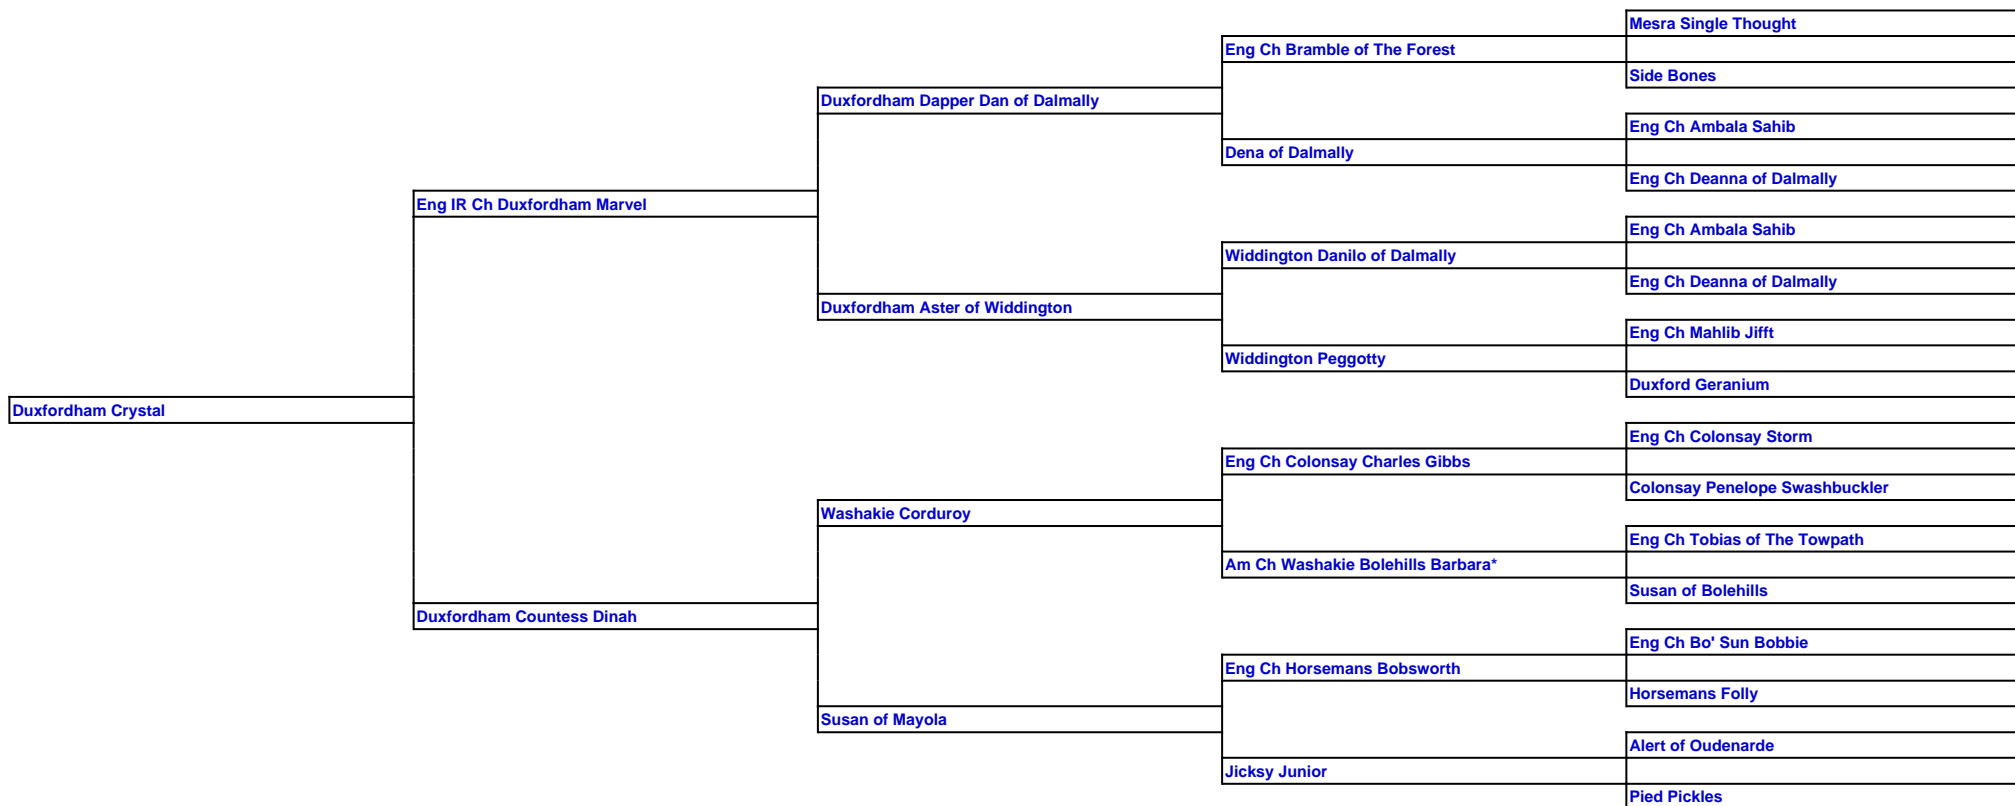 Mesra Single Thought
Eng Ch Bramble of The Forest
Side Bones
Duxfordham Dapper Dan of Dalmally
Eng Ch Ambala Sahib
Dena of Dalmally
Eng Ch Deanna of Dalmally
Eng IR Ch Duxfordham Marvel
Eng Ch Ambala Sahib
Widdington Danilo of Dalmally
Eng Ch Deanna of Dalmally
Duxfordham Aster of Widdington
Eng Ch Mahlib Jifft
Widdington Peggotty
Duxford Geranium
Duxfordham Crystal
Eng Ch Colonsay Storm
Eng Ch Colonsay Charles Gibbs
Colonsay Penelope Swashbuckler
Washakie Corduroy
Eng Ch Tobias of The Towpath
Am Ch Washakie Bolehills Barbara*
Susan of Bolehills
Duxfordham Countess Dinah
Eng Ch Bo' Sun Bobbie
Eng Ch Horsemans Bobsworth
Horsemans Folly
Susan of Mayola
Alert of Oudenarde
Jicksy Junior
Pied Pickles